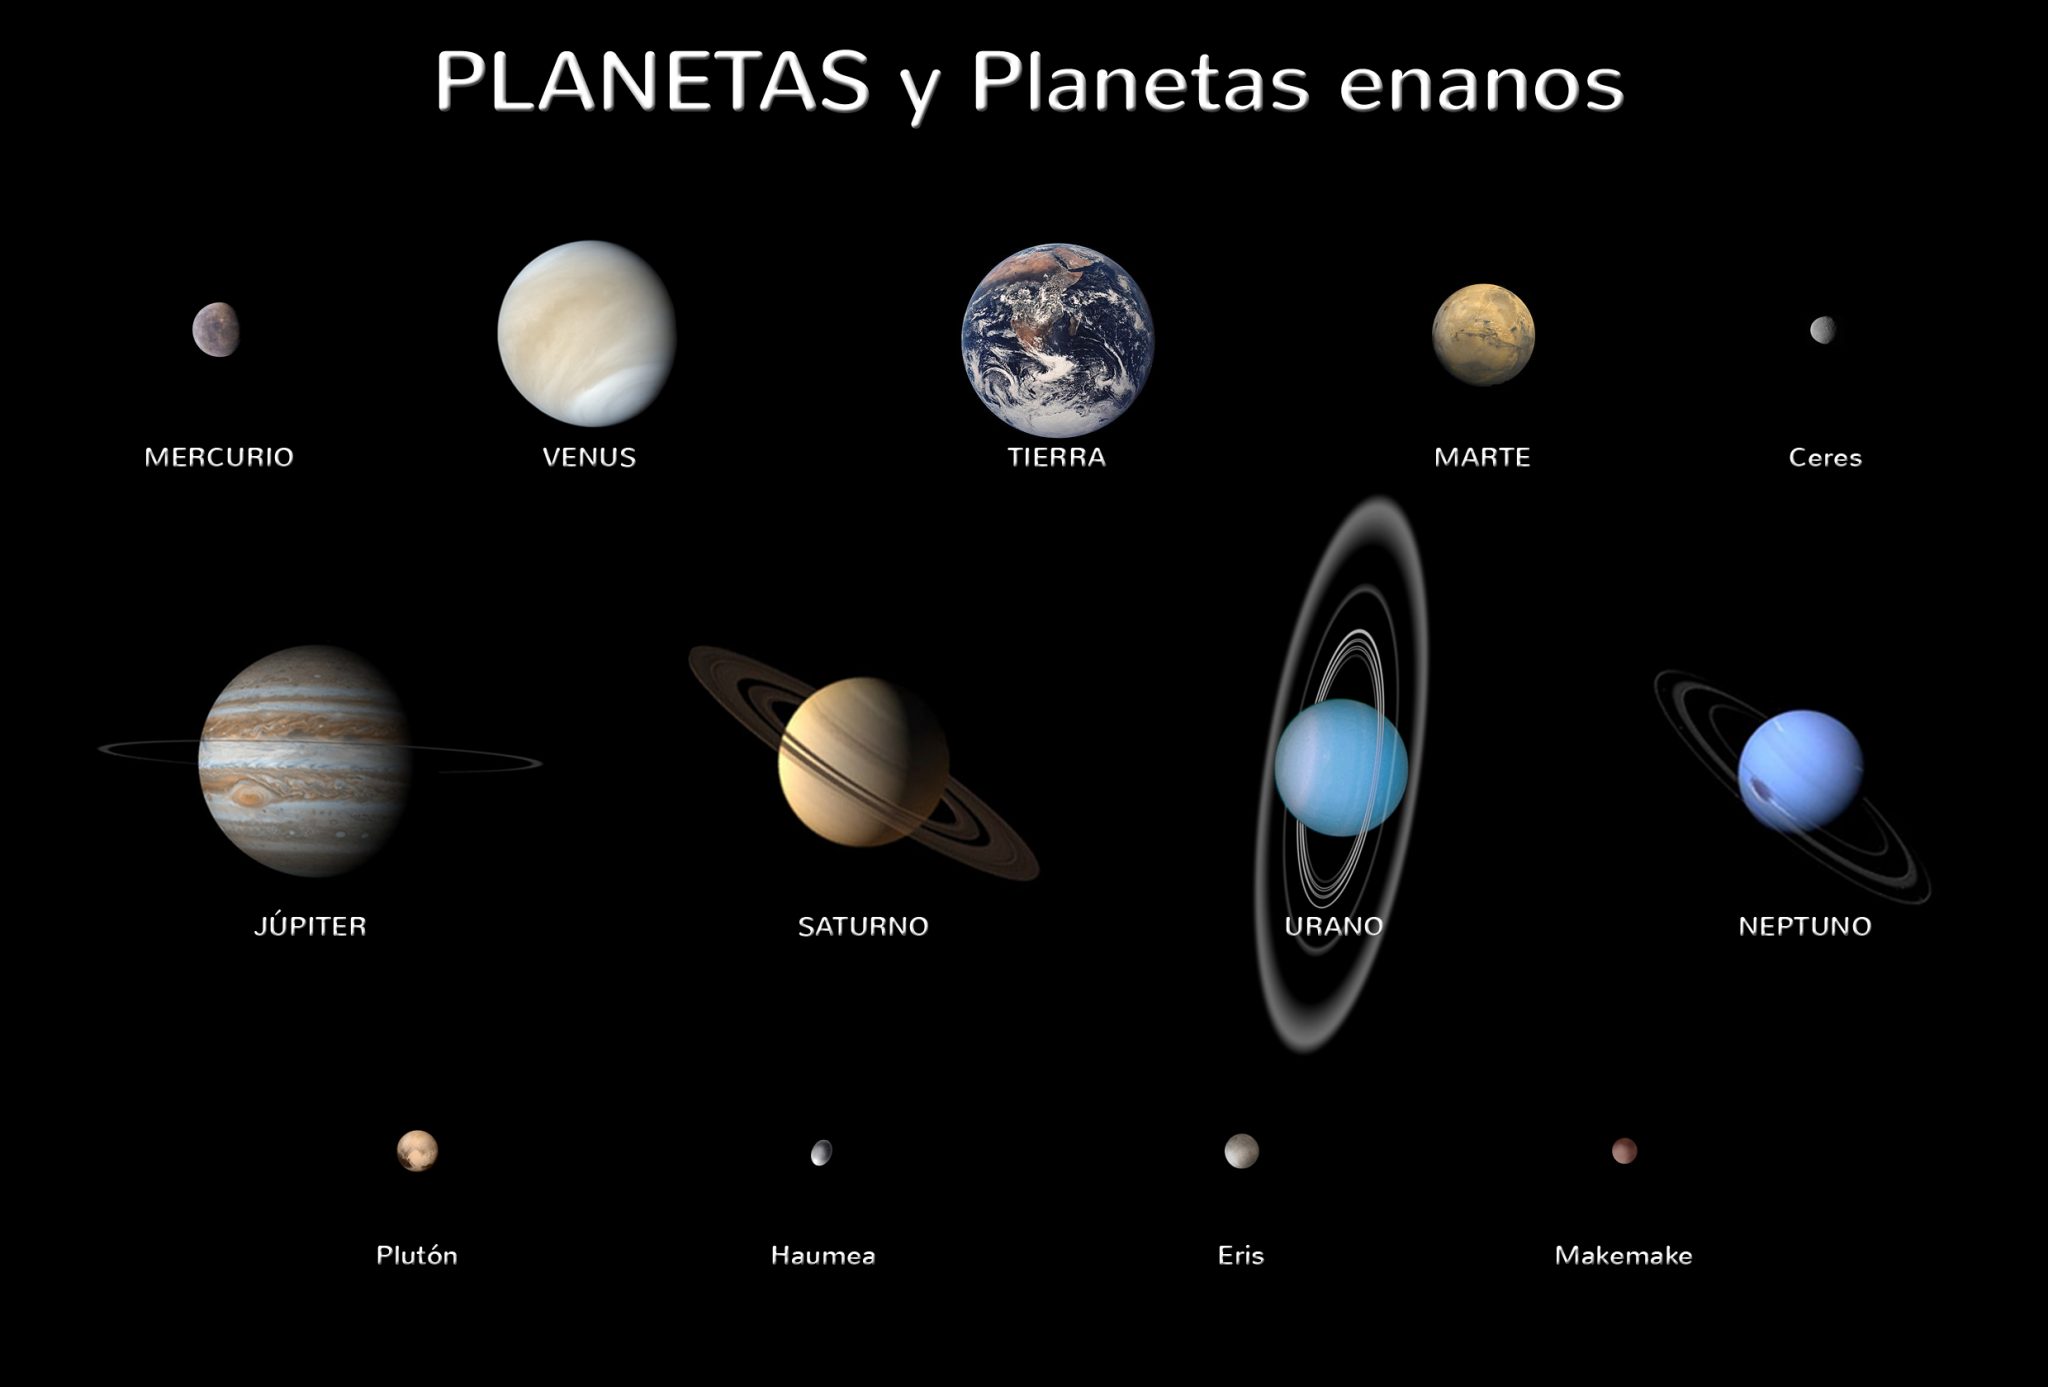 PLANETAS y Planetas enanos
MERCURIO
VENUS
TIERRA
MARTE
Ceres
JÚPITER
SATURNO
URANO
NEPTUNO
Plutón
Haumea
Eris
Makemake